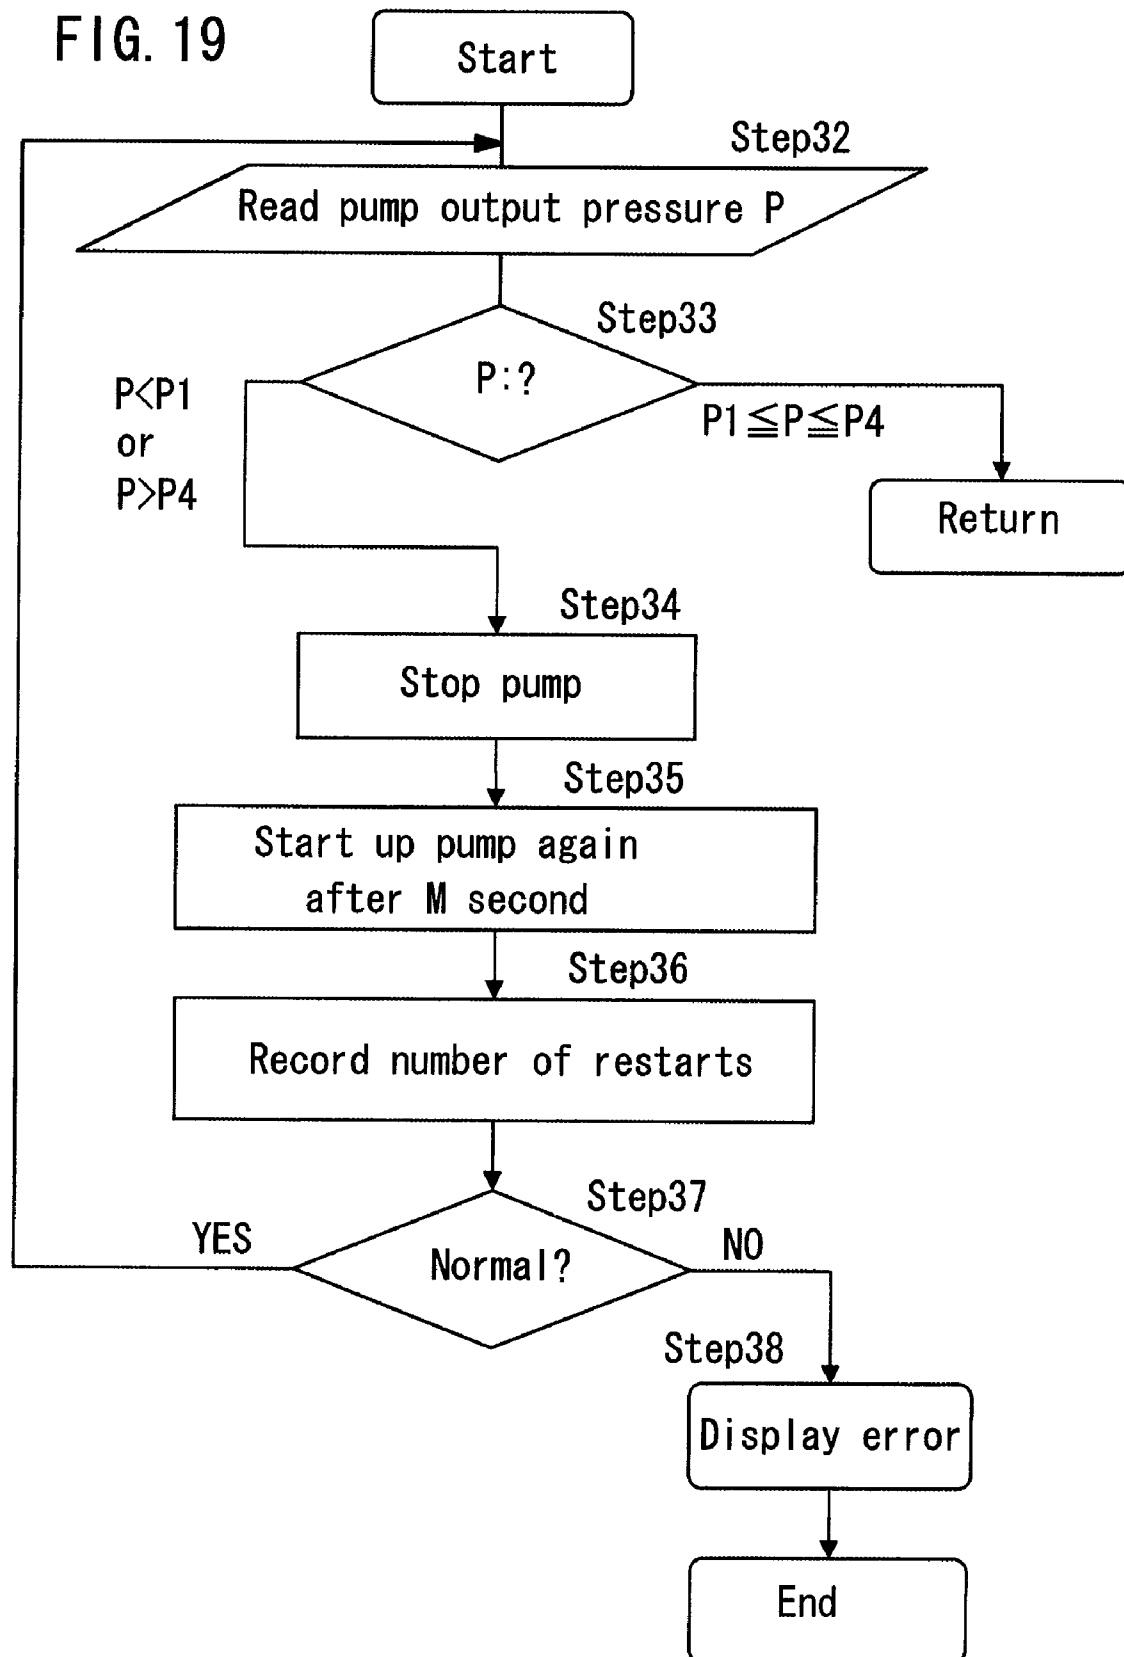 FIG. 19
Start
Step32
Read pump output pressure P
Step33
P:?
P<P1
or
P>P4
P1≦P≦P4
Return
Step34
Stop pump
Step35
Start up pump again
after M second
Step36
Record number of restarts
Step37
Normal?
YES
NO
Step38
Display error
End